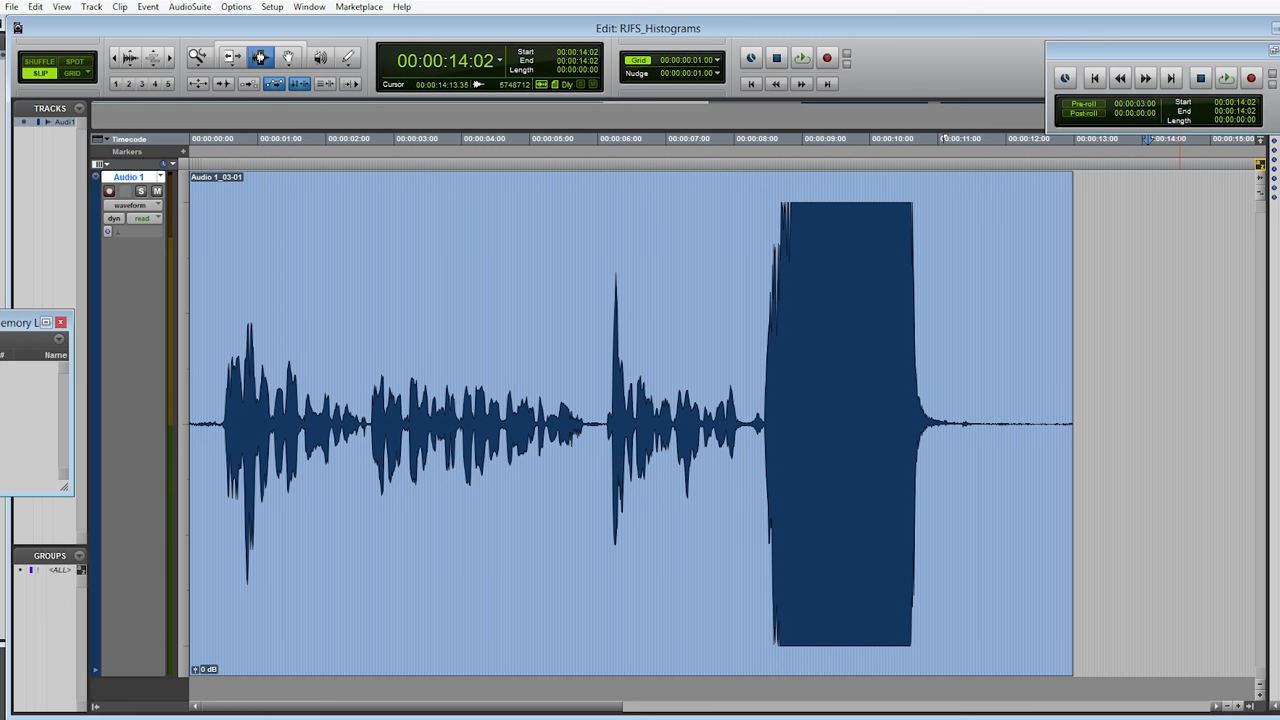 File Edit View Track Clip Event AudioSuite Options Setup Window Marketplace Help
Edit: RJFS_Histograms
SHUFFLE SPOT
SLIP GRID
1 2 3 4 5
00:00:14:02
Start 00:00:14:02
End 00:00:14:02
Length 00:00:00:00
Cursor 00:00:14:13.35 5748712 Dly
Grid 00:00:00:01.00
Nudge 00:00:00:01.00
Pre-roll 00:00:03:00
Post-roll 00:00:00:00
Start 00:00:14:02
End 00:00:14:02
Length 00:00:00:00
TRACKS
Audi1
Timecode 00:00:00:00 00:00:01:00 00:00:02:00 00:00:03:00 00:00:04:00 00:00:05:00 00:00:06:00 00:00:07:00 00:00:08:00 00:00:09:00 00:00:10:00 00:00:11:00 00:00:12:00 00:00:13:00 00:00:14:00 00:00:15:00
Markers
Audio 1
Audio 1_03-01
S M
waveform
dyn read
emory L
# Name
GROUPS
! <ALL>
0 dB